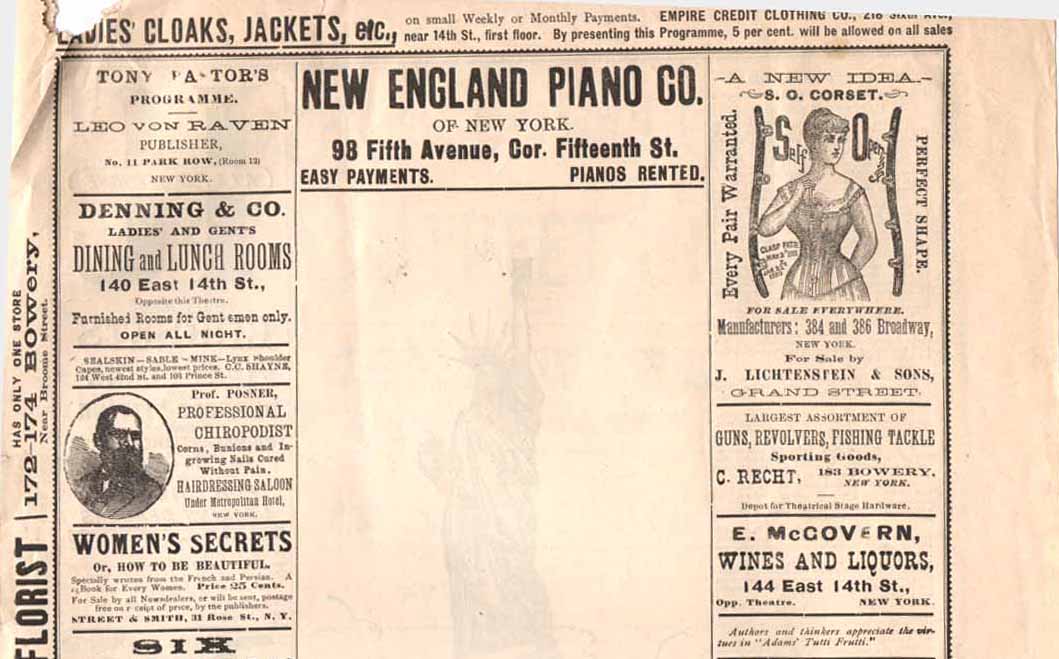 LADIES' CLOAKS, JACKETS, etc.,
on small Weekly or Monthly Payments. EMPIRE CREDIT CLOTHING CO., 216 Sixth Ave.,
near 14th St., first floor. By presenting this Programme, 5 per cent. will be allowed on all sales
FLORIST
HAS ONLY ONE STORE
172-174 BOWERY,
Near Broome Street.
TONY PASTOR'S
PROGRAMME.
LEO VON RAVEN
PUBLISHER,
No. 11 PARK ROW, (Room 12)
NEW YORK.
DENNING & CO.
LADIES' AND GENT'S
DINING and LUNCH ROOMS
140 East 14th St.,
Opposite this Theatre.
Furnished Rooms for Gentlemen only.
OPEN ALL NIGHT.
SEALSKIN—SABLE—MINK—Lynx Shoulder
Capes, newest styles, lowest prices. C.C. SHAYNE,
124 West 42nd St. and 103 Prince St.
Prof. POSNER,
PROFESSIONAL
CHIROPODIST
Corns, Bunions and In-
growing Nails Cured
Without Pain.
HAIRDRESSING SALOON
Under Metropolitan Hotel,
NEW YORK.
WOMEN'S SECRETS
Or, HOW TO BE BEAUTIFUL.
Specially written from the French and Persian. A
Book for Every Women. Price 25 Cents.
For Sale by all Newsdealers, or will be sent, postage
free on receipt of price, by the publishers.
STREET & SMITH, 31 Rose St., N. Y.
SIX
NEW ENGLAND PIANO CO.
OF NEW YORK.
98 Fifth Avenue, Cor. Fifteenth St.
EASY PAYMENTS. PIANOS RENTED.
-A NEW IDEA.-
S. O. CORSET.
Every Pair Warranted.
Self Opening
PERFECT SHAPE.
CLASP PAT'D
FOR SALE EVERYWHERE.
Manufacturers: 384 and 386 Broadway,
NEW YORK.
For Sale by
J. LICHTENSTEIN & SONS,
GRAND STREET.
LARGEST ASSORTMENT OF
GUNS, REVOLVERS, FISHING TACKLE
Sporting Goods,
C. RECHT, 183 BOWERY,
NEW YORK.
Depot for Theatrical Stage Hardware.
E. McGOVERN,
WINES AND LIQUORS,
144 East 14th St.,
Opp. Theatre. NEW YORK.
Authors and thinkers appreciate the vir-
tues in "Adams' Tutti Frutti."